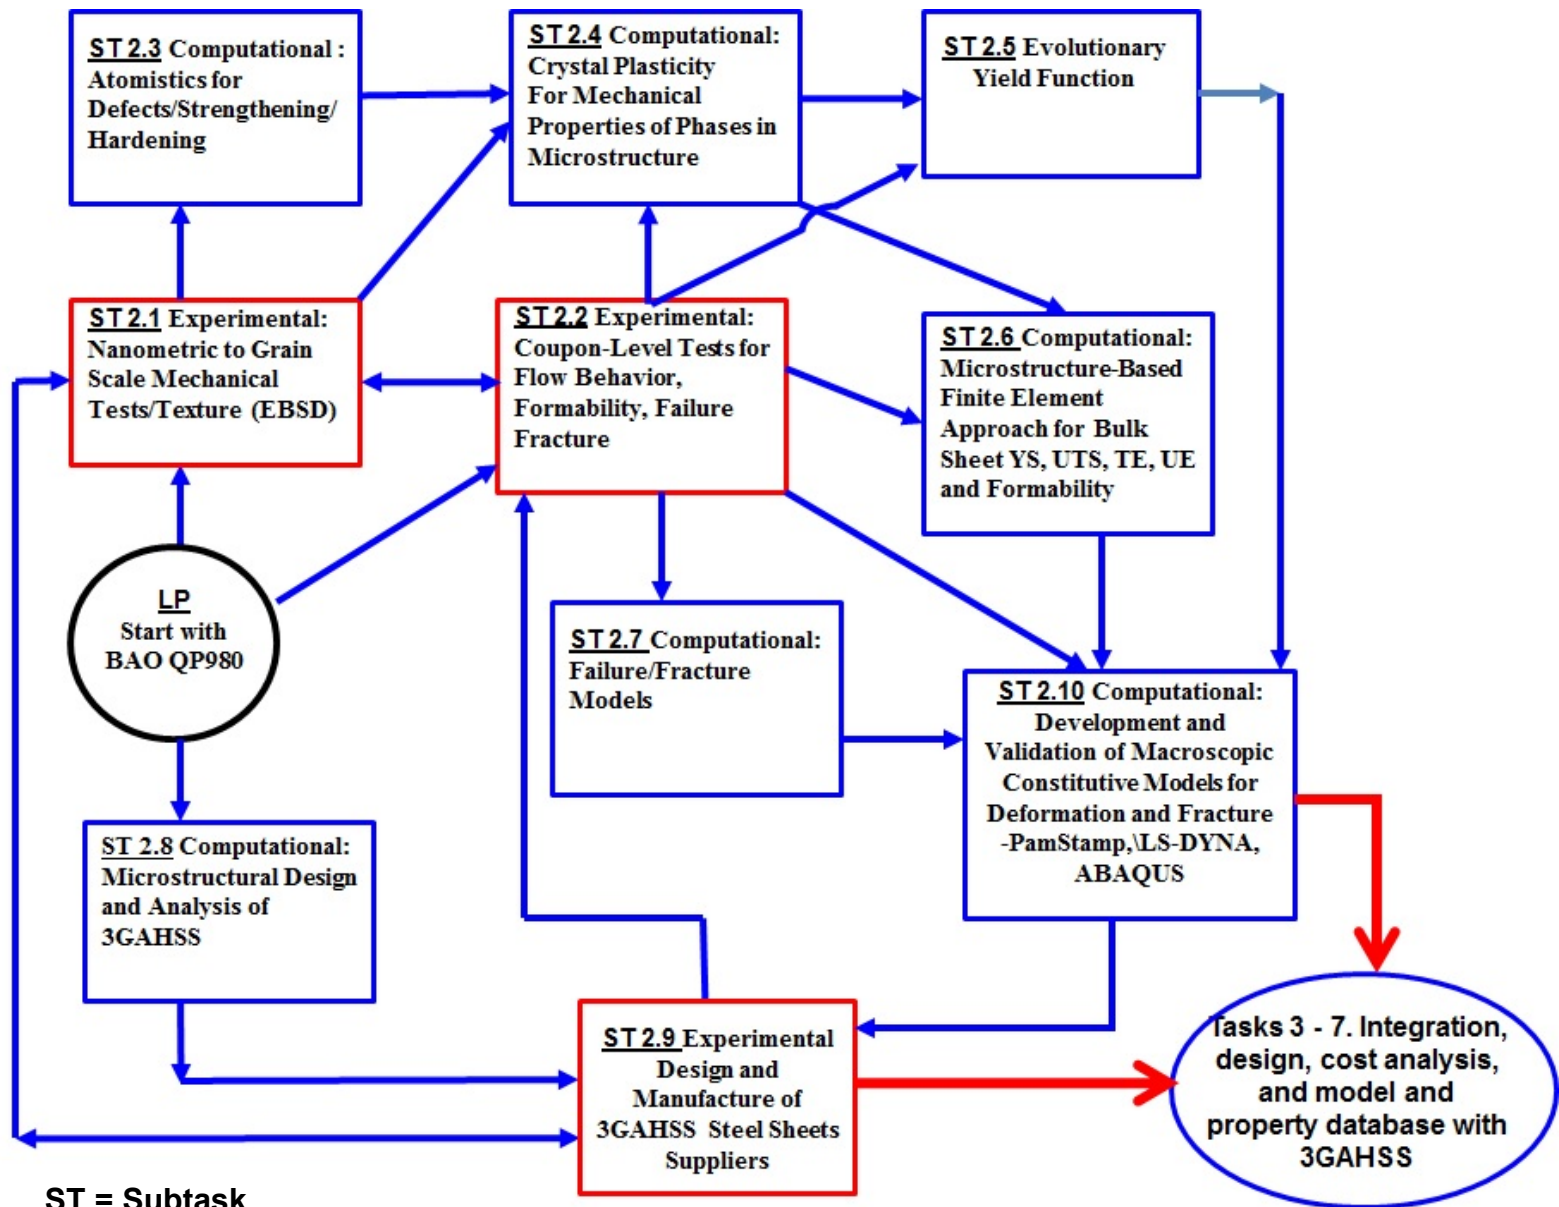 ST 2.3 Computational :
Atomistics for
Defects/Strengthening/
Hardening
ST 2.4 Computational:
Crystal Plasticity
For Mechanical
Properties of Phases in
Microstructure
ST 2.5 Evolutionary
Yield Function
ST 2.1 Experimental:
Nanometric to Grain
Scale Mechanical
Tests/Texture (EBSD)
ST 2.2 Experimental:
Coupon-Level Tests for
Flow Behavior,
Formability, Failure
Fracture
ST 2.6 Computational:
Microstructure-Based
Finite Element
Approach for Bulk
Sheet YS, UTS, TE, UE
and Formability
LP
Start with
BAO QP980
ST 2.7 Computational:
Failure/Fracture
Models
ST 2.10 Computational:
Development and
Validation of Macroscopic
Constitutive Models for
Deformation and Fracture
-PamStamp,\LS-DYNA,
ABAQUS
ST 2.8 Computational:
Microstructural Design
and Analysis of
3GAHSS
ST 2.9 Experimental
Design and
Manufacture of
3GAHSS Steel Sheets
Suppliers
Tasks 3 - 7. Integration,
design, cost analysis,
and model and
property database with
3GAHSS
ST = Subtask